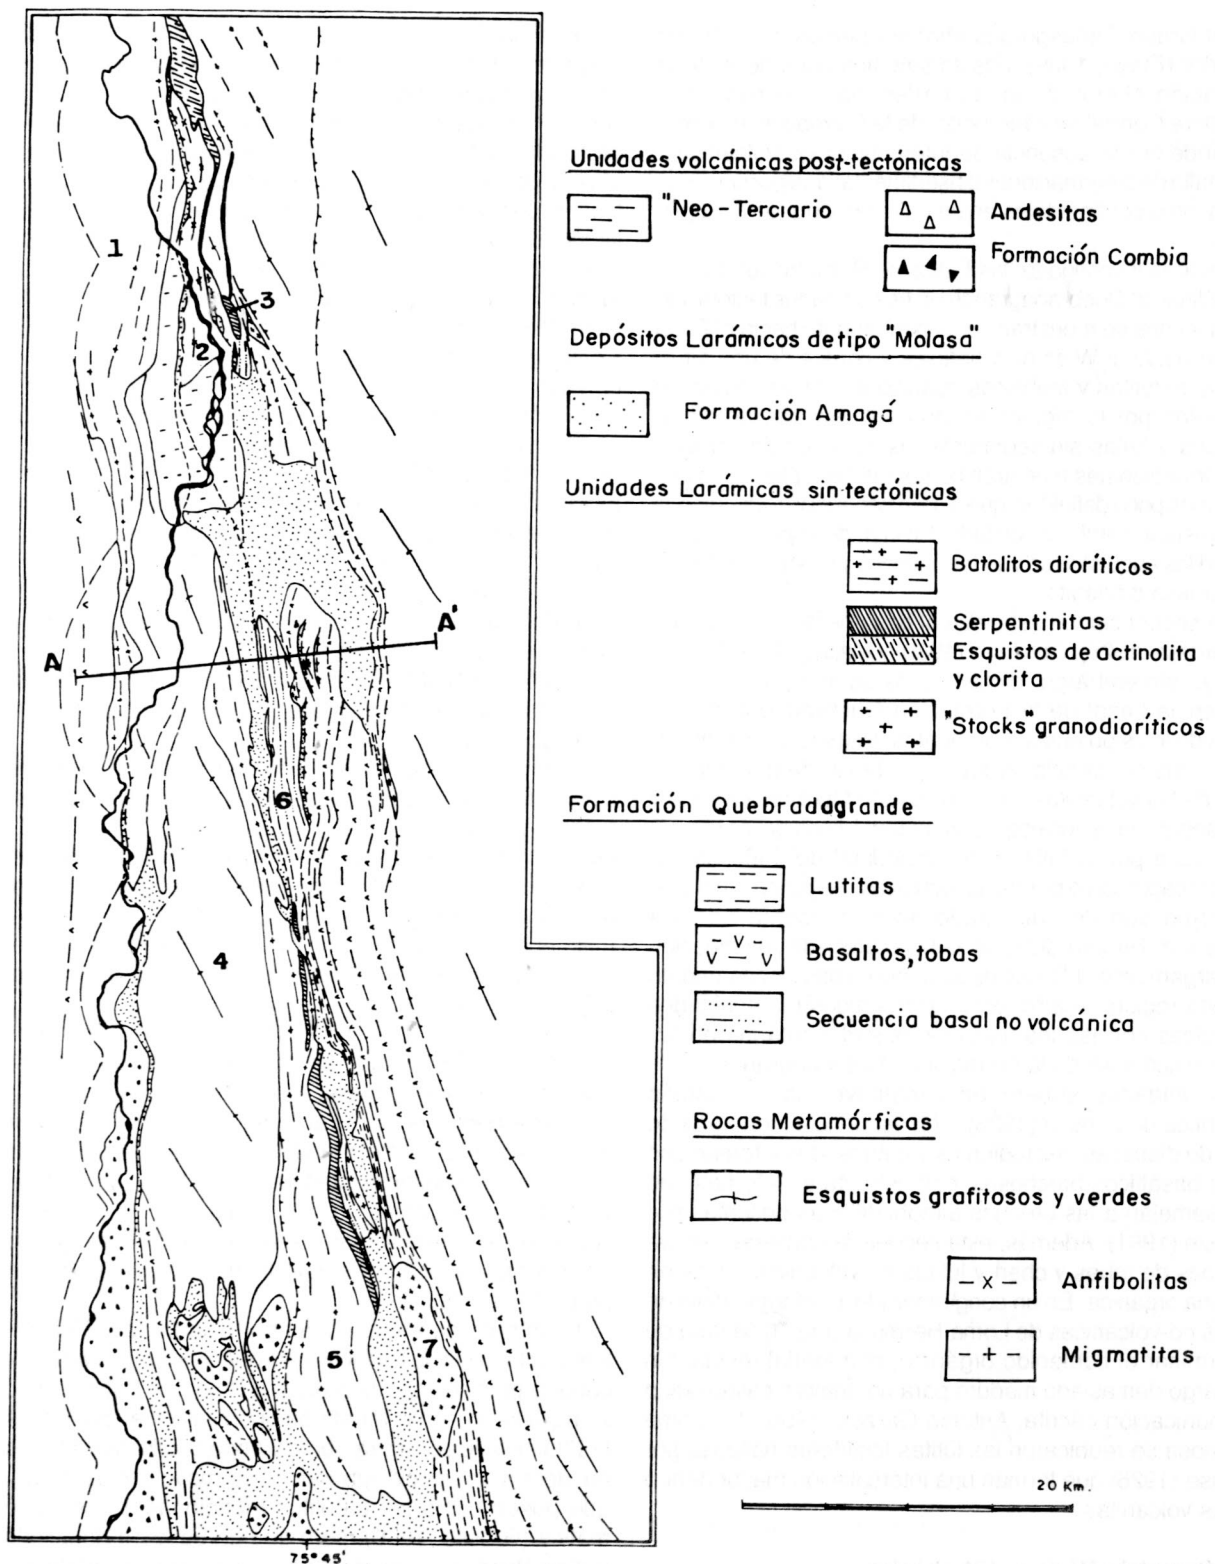 1
2
3
A
A'
6
4
5
7
75° 45'
Unidades volcánicas post-tectónicas
"Neo-Terciario
Andesitas
Formación Combia
Depósitos Larámicos de tipo "Molasa"
Formación Amagá
Unidades Larámicas sin-tectónicas
Batolitos dioríticos
Serpentinitas
Esquistos de actinolita
y clorita
"Stocks" granodioríticos
Formación Quebradagrande
Lutitas
Basaltos, tobas
Secuencia basal no volcánica
Rocas Metamórficas
Esquistos grafitosos y verdes
Anfibolitas
Migmatitas
20 Km.